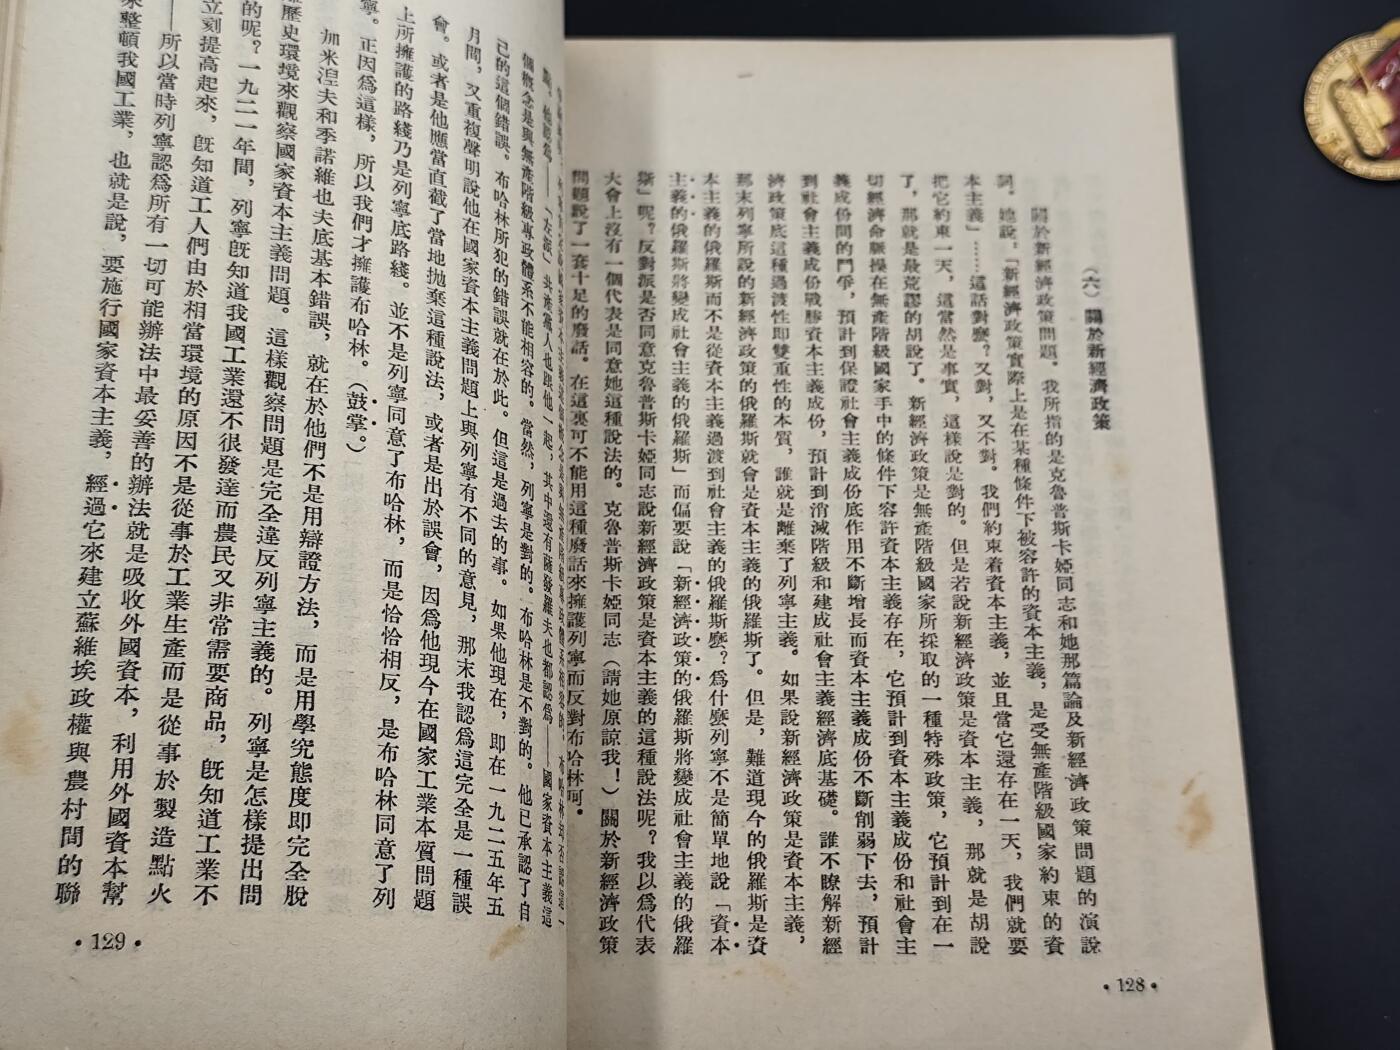 （六）關於新經濟政策
關於新經濟政策問題。我所指的是克魯普斯卡婭同志和她那篇論及新經濟政策問題的演說
詞。她說，「新經濟政策實際上是在某種條件下被容許的資本主義，是受無產階級國家約束的資
本主義」……這話對麼？又對，又不對。我們約束着資本主義，並且當它還存在一天，我們就要
把它約束一天，這當然是事實，這樣說是對的。但是若說新經濟政策是資本主義，那就是胡說
了，那就是最荒謬的胡說了。新經濟政策是無產階級國家所採取的一種特殊政策，它預計到在一
切經濟命脈操在無產階級國家手中的條件下容許資本主義存在，它預計到資本主義成份和社會主
義成份間的鬥爭，預計到保證社會主義成份底作用不斷增長而資本主義成份不斷削弱下去，預計
到社會主義成份戰勝資本主義成份，預計到消滅階級和建成社會主義經濟底基礎。誰不瞭解新經
濟政策底這種過渡性即雙重性的本質，誰就是離棄了列寧主義。如果說新經濟政策是資本主義，
那末列寧所說的新經濟政策的俄羅斯就會是資本主義的俄羅斯了。但是，難道現今的俄羅斯是資
本主義的俄羅斯而不是從資本主義過渡到社會主義的俄羅斯麼？爲什麼列寧不是簡單地說「資本
主義的俄羅斯將變成社會主義的俄羅斯」而偏要說「新經濟政策的俄羅斯將變成社會主義的俄羅
斯」呢？反對派是否同意克魯普斯卡婭同志說新經濟政策是資本主義的這種說法呢？我以爲代表
大會上沒有一個代表是同意她這種說法的。克魯普斯卡婭同志（請她原諒我！）關於新經濟政策
問題說了一套十足的廢話。在這裏可不能用這種廢話來擁護列寧而反對布哈林呵。
• 128 •
「左派」共產黨人也跟他一起，其中還有薩發羅夫也都認爲——國家資本主義這
個概念是與無產階級專政體系不能相容的。當然，列寧是對的。布哈林是不對的。他已承認了自
己的這個錯誤。布哈林所犯的錯誤就在於此。但這是過去的事。如果他現在，即在一九二五年五
月間，又重複聲明說他在國家資本主義問題上與列寧有不同的意見，那末我認爲這完全是一種誤
會。或者是他應當直截了當地拋棄這種說法，或者是出於誤會，因爲他現今在國家工業本質問題
上所擁護的路綫乃是列寧底路綫。並不是列寧同意了布哈林，而是恰恰相反，是布哈林同意了列
寧。正因爲這樣，所以我們才擁護布哈林。（鼓掌。）
加米湼夫和季諾維也夫底基本錯誤，就在於他們不是用辯證方法，而是用學究態度即完全脫
離歷史環境來觀察國家資本主義問題。這樣觀察問題是完全違反列寧主義的。列寧是怎樣提出問
的呢？一九二一年間，列寧既知道我國工業還不很發達而農民又非常需要商品，既知道工業不
立刻提高起來，既知道工人們由於相當環境的原因不是從事於工業生產而是從事於製造點火
——所以當時列寧認爲所有一切可能辦法中最妥善的辦法就是吸收外國資本，利用外國資本幫
來整頓我國工業，也就是說，要施行國家資本主義，經過它來建立蘇維埃政權與農村間的聯
• 129 •